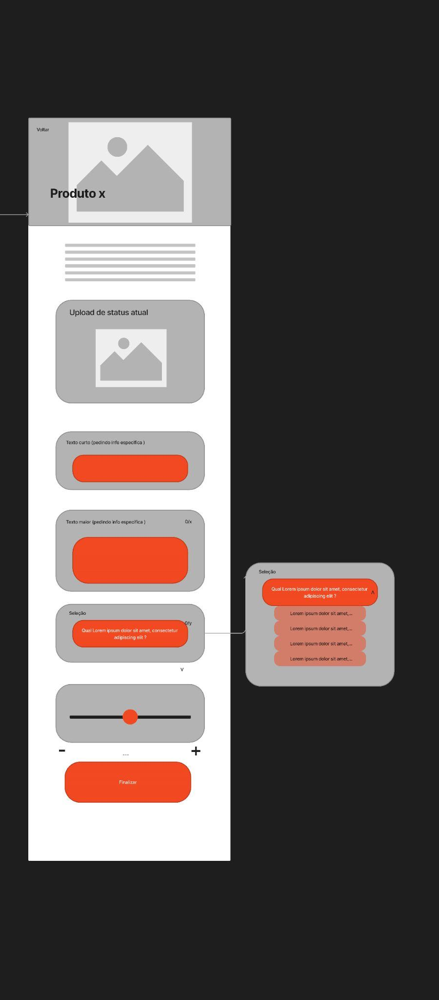 Voltar
Produto x
Upload de status atual
Texto curto (pedindo info especifica )
Texto maior (pedindo info especifica )
0/x
Seleção
0/y
Qual Lorem ipsum dolor sit amet, consectetur
adipiscing elit ?
V
-
+
---
Finalizar
Seleção
Qual Lorem ipsum dolor sit amet, consectetur
adipiscing elit ?
Λ
Lorem ipsum dolor sit amet,...
Lorem ipsum dolor sit amet,...
Lorem ipsum dolor sit amet,...
Lorem ipsum dolor sit amet,...